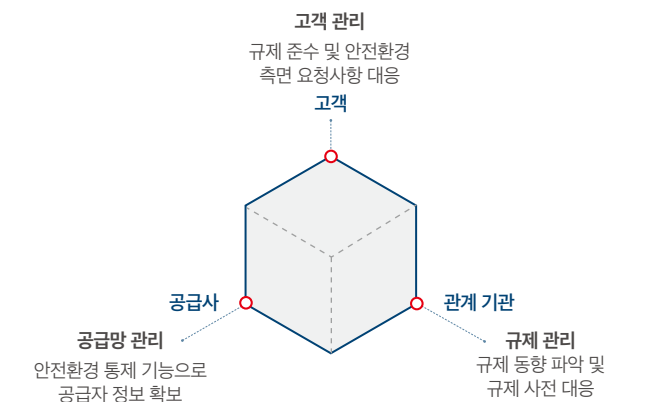 고객 관리
규제 준수 및 안전환경
측면 요청사항 대응
고객
공급사
관계 기관
공급망 관리
안전환경 통제 기능으로
공급자 정보 확보
규제 관리
규제 동향 파악 및
규제 사전 대응